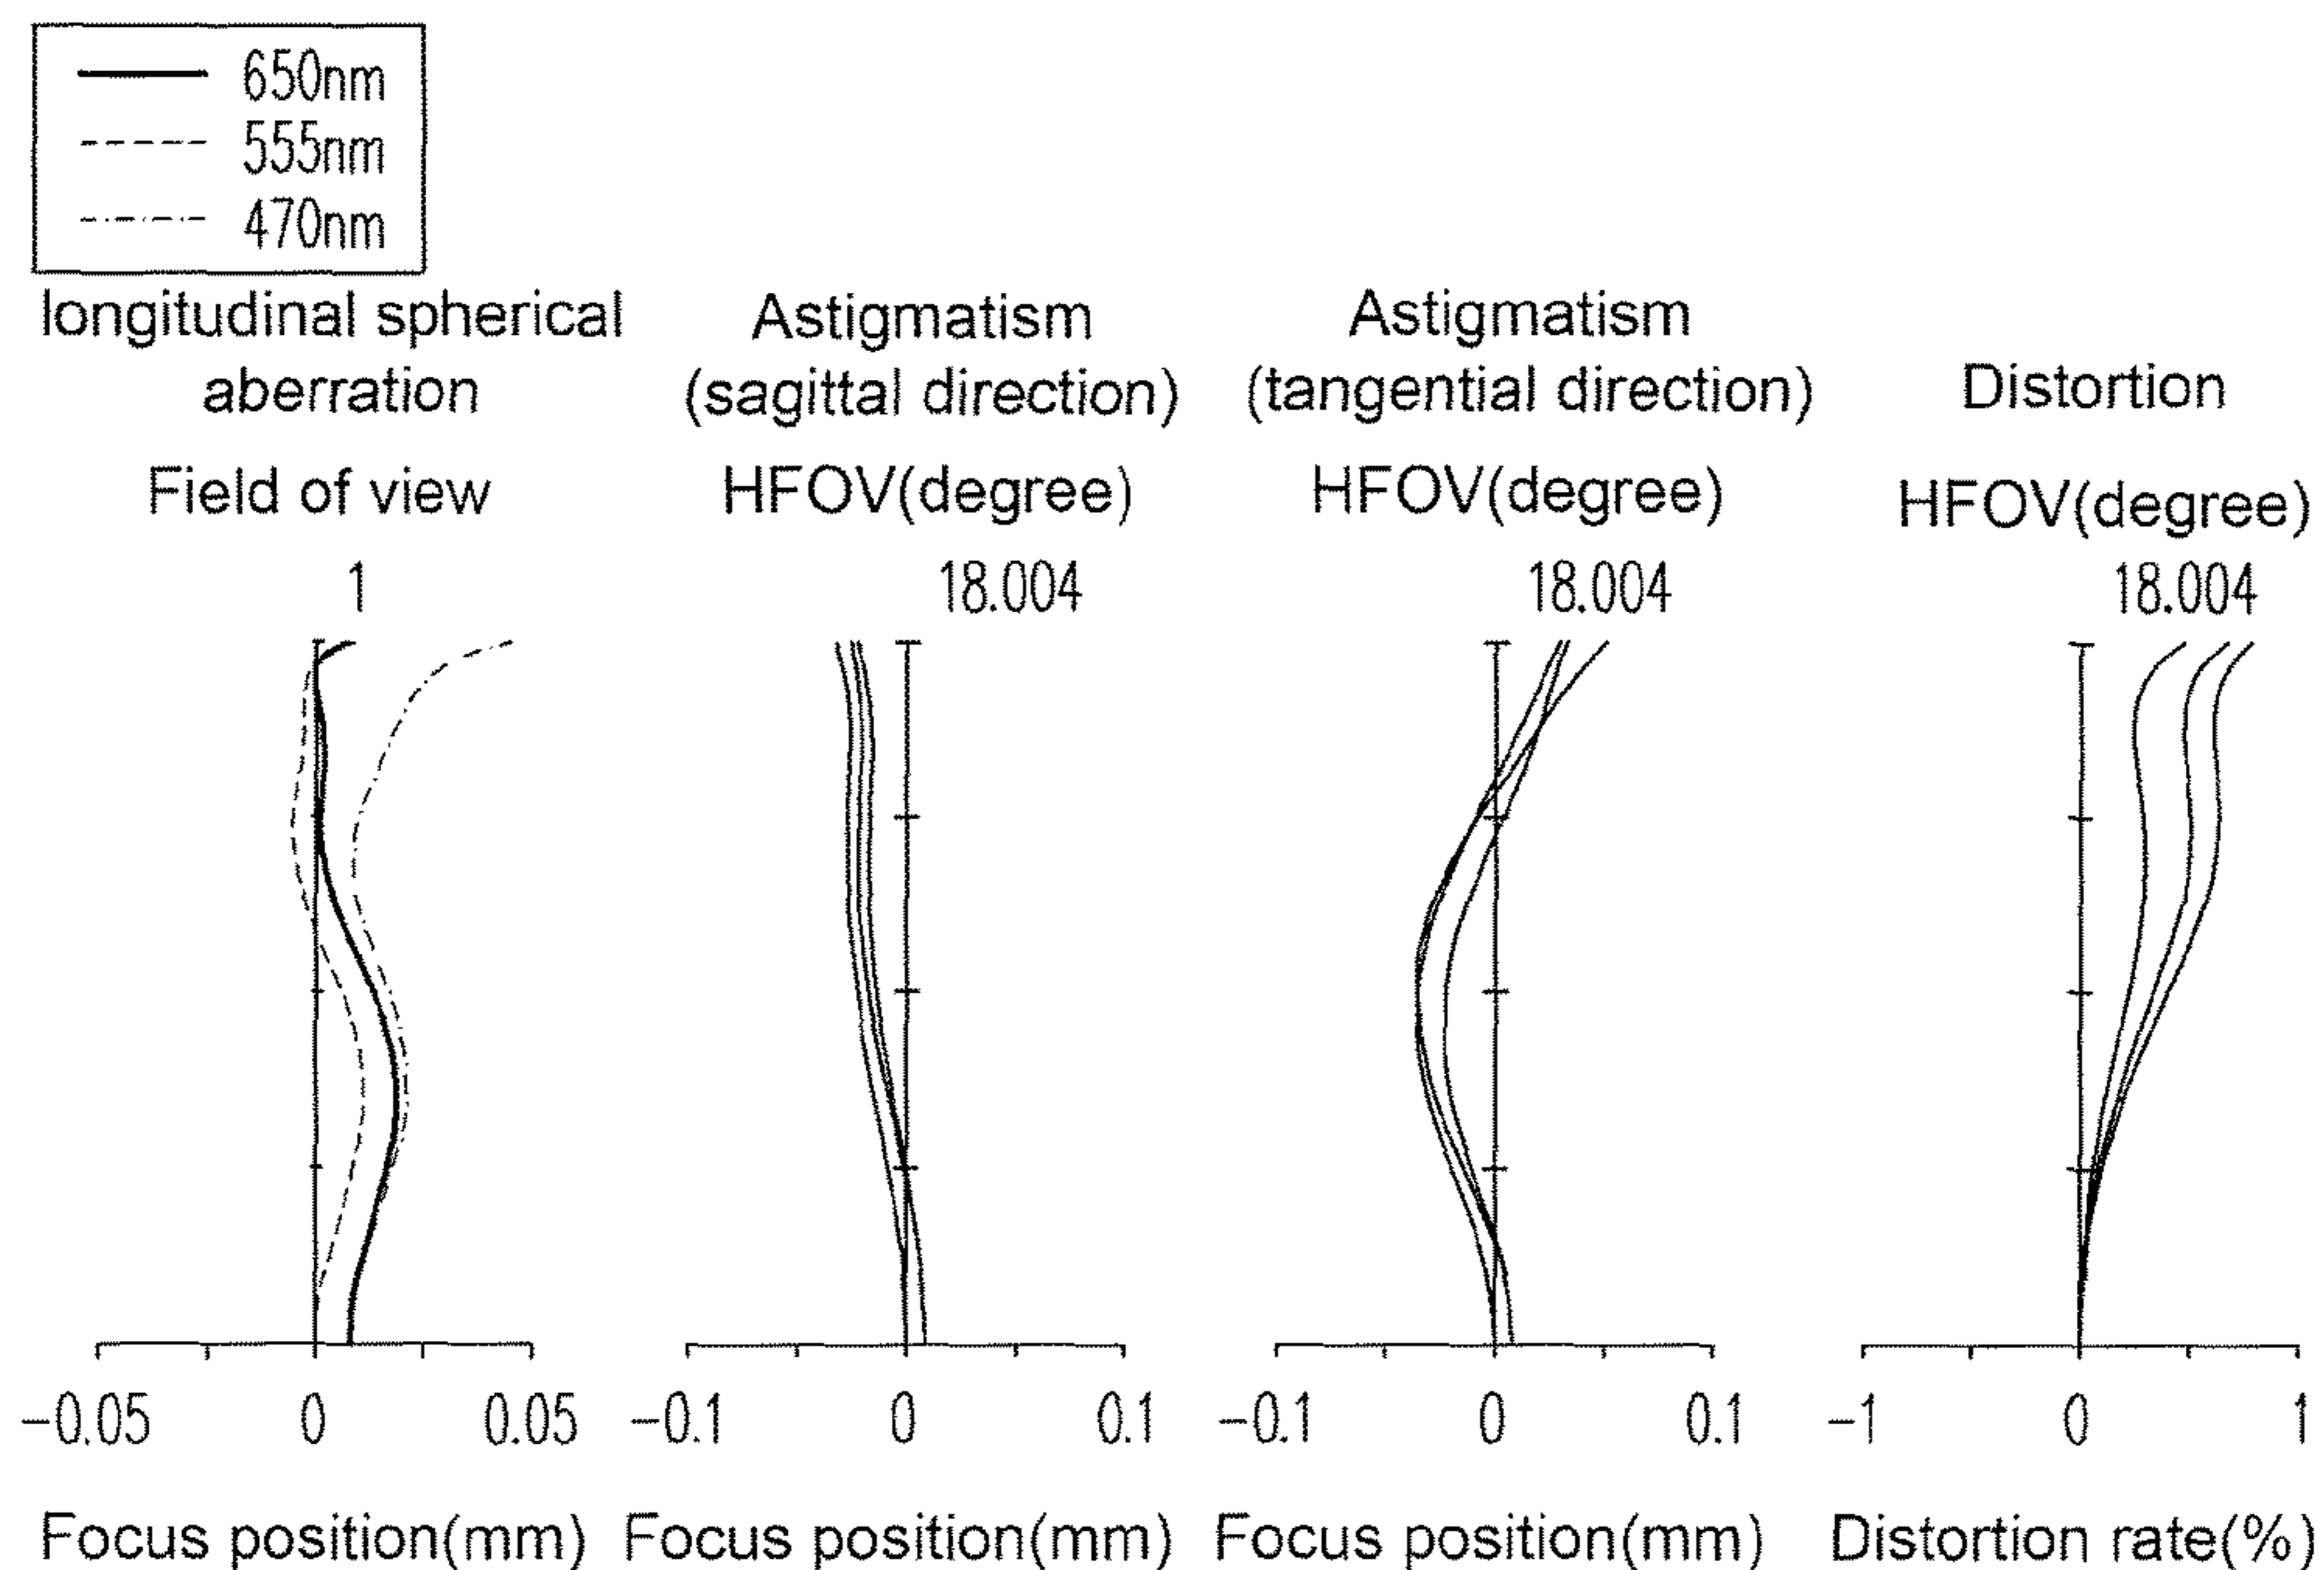 650nm
555nm
470nm
longitudinal spherical
aberration
Field of view
1
−0.05 0 0.05
Focus position(mm)
Astigmatism
(sagittal direction)
HFOV(degree)
18.004
−0.1 0 0.1
Focus position(mm)
Astigmatism
(tangential direction)
HFOV(degree)
18.004
−0.1 0 0.1
Focus position(mm)
Distortion
HFOV(degree)
18.004
−1 0 1
Distortion rate(%)